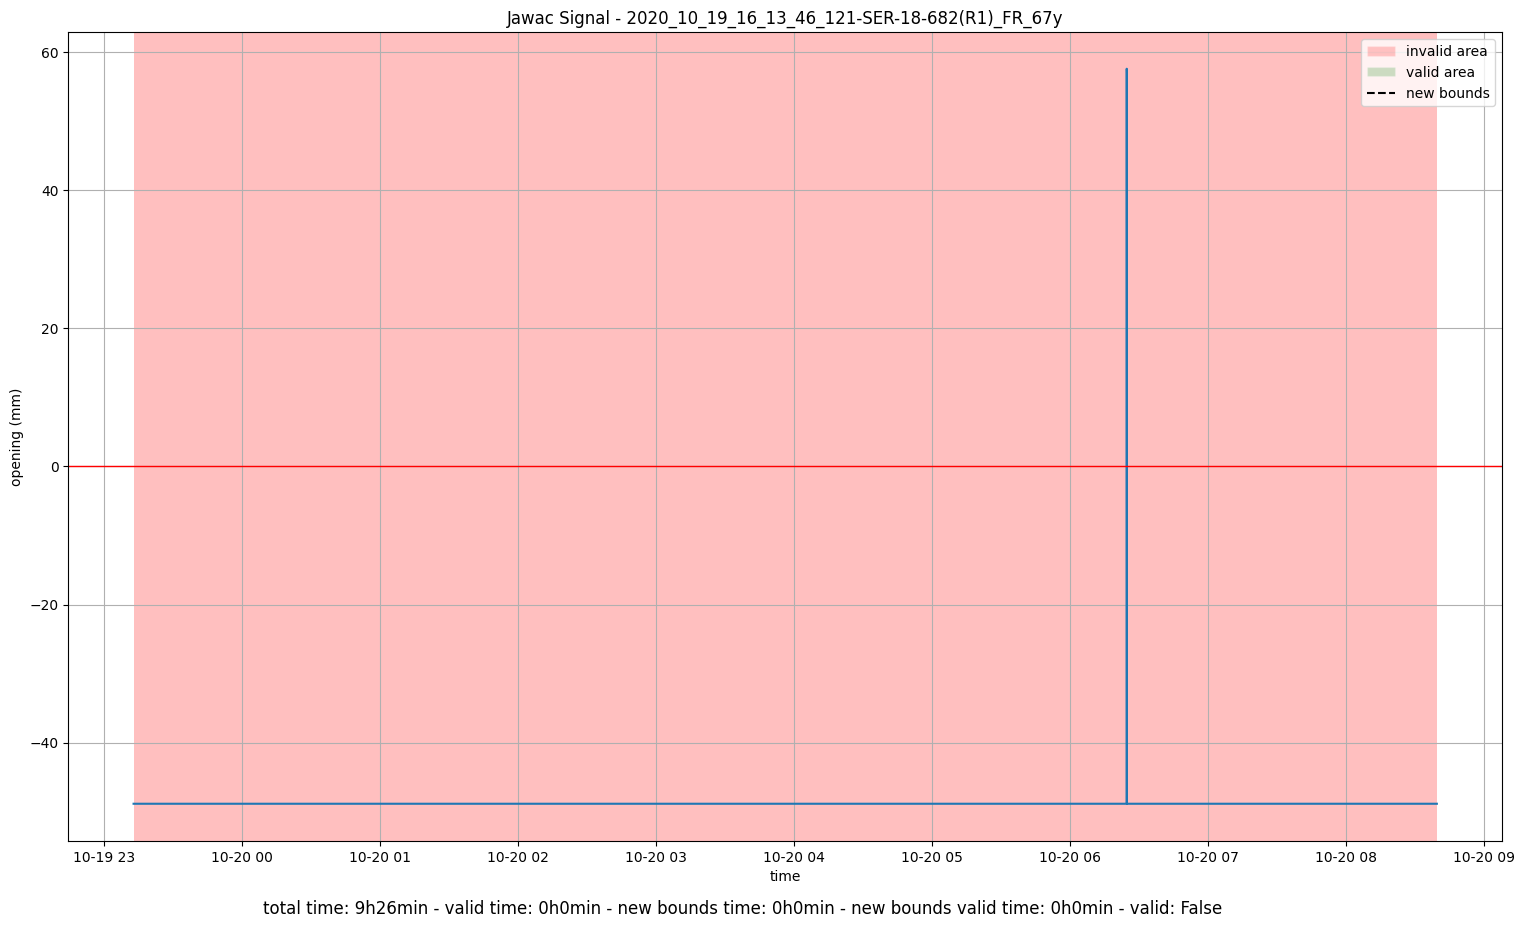 Jawac Signal - 2020_10_19_16_13_46_121-SER-18-682(R1)_FR_67y
invalid area
valid area
new bounds
60
40
20
0
−20
−40
opening (mm)
10-19 23
10-20 00
10-20 01
10-20 02
10-20 03
10-20 04
10-20 05
10-20 06
10-20 07
10-20 08
10-20 09
time
total time: 9h26min - valid time: 0h0min - new bounds time: 0h0min - new bounds valid time: 0h0min - valid: False